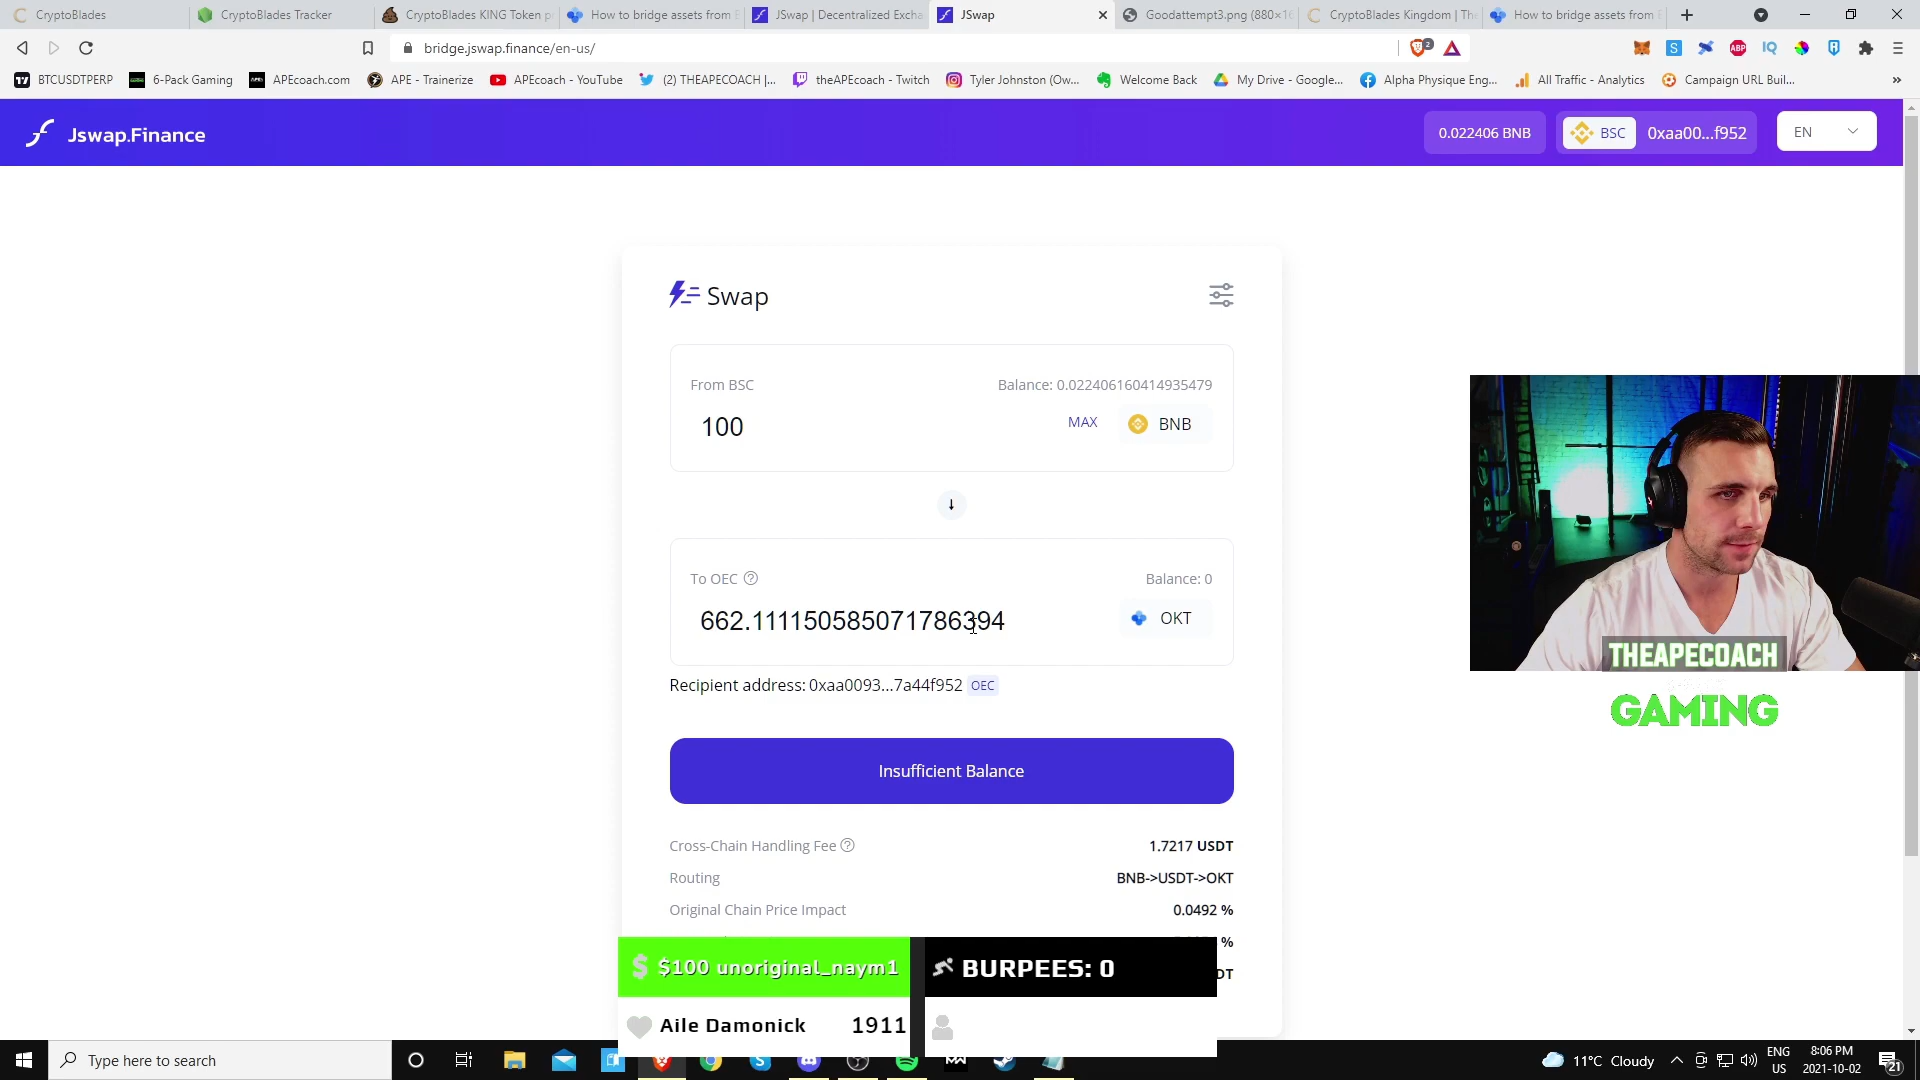 CryptoBlades
CryptoBlades Tracker
CryptoBlades KING Token p
How to bridge assets from
JSwap | Decentralized Excha
JSwap
Goodattempt3.png (880×1
CryptoBlades Kingdom | Th
How to bridge assets from
bridge.jswap.finance/en-us/
2
ABP
IQ
BTCUSDTPERP
6-Pack Gaming
APEcoach.com
APE - Trainerize
APEcoach - YouTube
(2) THEAPECOACH |...
theAPEcoach - Twitch
Tyler Johnston (Ow...
Welcome Back
My Drive - Google...
Alpha Physique Eng...
All Traffic - Analytics
Campaign URL Buil...
Jswap.Finance
0.022406 BNB
BSC
0xaa00...f952
EN
Swap
From BSC
Balance: 0.022406160414935479
100
MAX
BNB
To OEC
Balance: 0
662.111150585071786394
OKT
Recipient address: 0xaa0093...7a44f952 OEC
Insufficient Balance
Cross-Chain Handling Fee
1.7217 USDT
Routing
BNB->USDT->OKT
Original Chain Price Impact
0.0492 %
%
DT
THEAPECOACH
GAMING
$100 unoriginal_naym1
BURPEES: 0
Aile Damonick 1911
Type here to search
11°C Cloudy
ENG
US
8:06 PM
2021-10-02
21